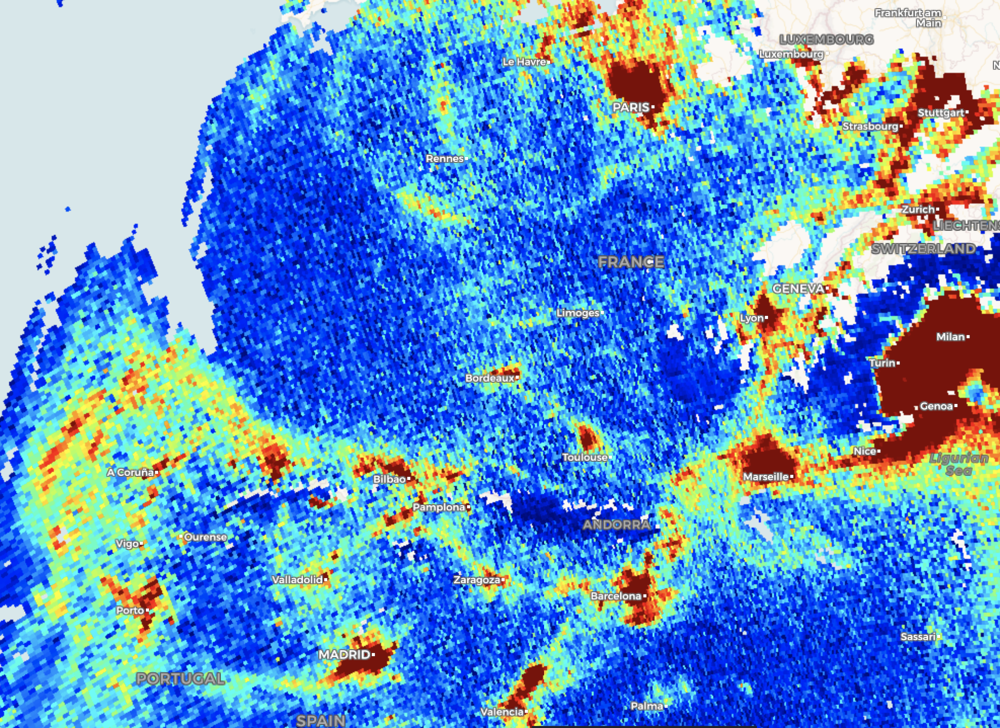 Frankfurt am
Main
LUXEMBOURG
Luxembourg
N
Le Havre
PARIS
Stuttgart
Strasbourg
Rennes
Zurich
LIECHTENS
SWITZERLAND
FRANCE
GENEVA
Limoges
Lyon
Milan
Turin
Bordeaux
Genoa
Nice
Toulouse
Ligurian
Sea
A Coruña
Bilbao
Marseille
Pamplona
ANDORRA
Ourense
Vigo
Valladolid
Zaragoza
Barcelona
Porto
Sassari
MADRID
PORTUGAL
Palma
Valencia
SPAIN